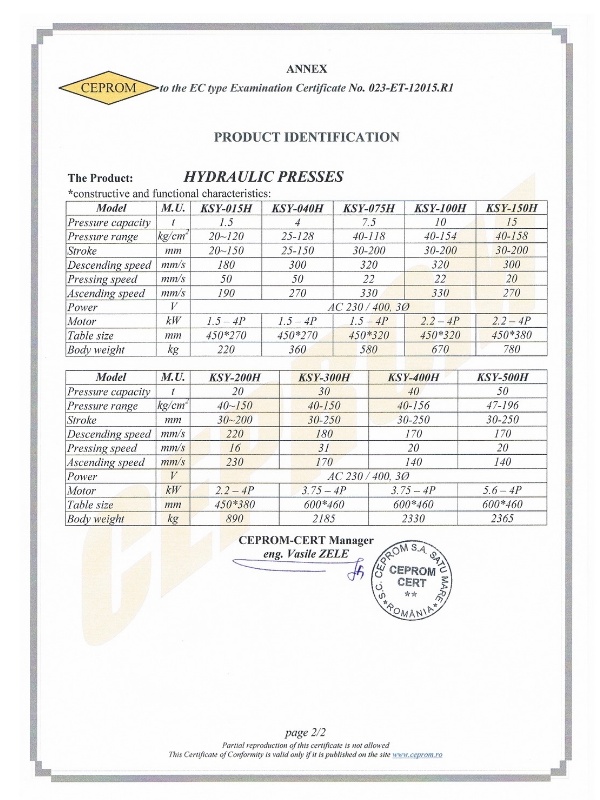 ANNEX
CEPROM
to the EC type Examination Certificate No. 023-ET-12015.R1
PRODUCT IDENTIFICATION
The Product: HYDRAULIC PRESSES
*constructive and functional characteristics:
Model M.U. KSY-015H KSY-040H KSY-075H KSY-100H KSY-150H
Pressure capacity t 1.5 4 7.5 10 15
Pressure range kg/cm² 20~120 25-128 40-118 40-154 40-158
Stroke mm 20~150 25-150 30-200 30-200 30-200
Descending speed mm/s 180 300 320 320 300
Pressing speed mm/s 50 50 22 22 20
Ascending speed mm/s 190 270 330 330 270
Power V AC 230 / 400, 3Ø
Motor kW 1.5 – 4P 1.5 – 4P 1.5 – 4P 2.2 – 4P 2.2 – 4P
Table size mm 450*270 450*270 450*320 450*320 450*380
Body weight kg 220 360 580 670 780
Model M.U. KSY-200H KSY-300H KSY-400H KSY-500H
Pressure capacity t 20 30 40 50
Pressure range kg/cm² 40~150 40-150 40-156 47-196
Stroke mm 30~200 30-250 30-250 30-250
Descending speed mm/s 220 180 170 170
Pressing speed mm/s 16 31 20 20
Ascending speed mm/s 230 170 140 140
Power V AC 230 / 400, 3Ø
Motor kW 2.2 – 4P 3.75 – 4P 3.75 – 4P 5.6 – 4P
Table size mm 450*380 600*460 600*460 600*460
Body weight kg 890 2185 2330 2365
CEPROM-CERT Manager
eng. Vasile ZELE
S.C. CEPROM S.A. SATU MARE
CEPROM
CERT
**
*ROMÂNIA*
CEPROM
page 2/2
Partial reproduction of this certificate is not allowed
This Certificate of Conformity is valid only if it is published on the site www.ceprom.ro